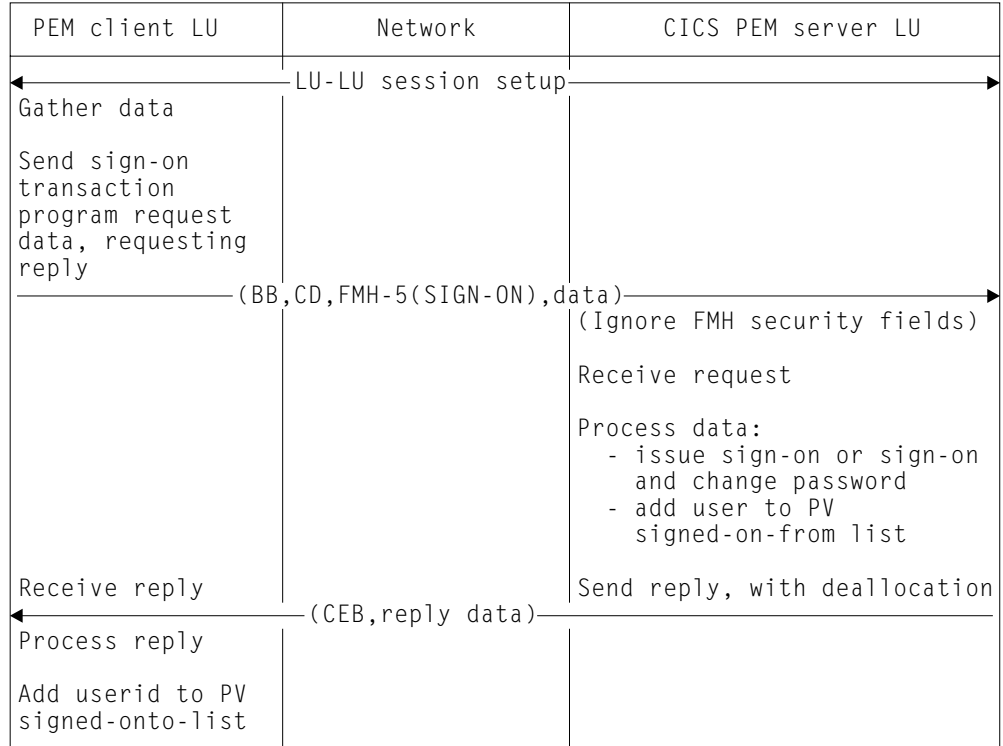 PEM client LU
Network
CICS PEM server LU
LU-LU session setup
Gather data
Send sign-on
transaction
program request
data, requesting
reply
(BB,CD,FMH-5(SIGN-ON),data)
(Ignore FMH security fields)
Receive request
Process data:
- issue sign-on or sign-on
and change password
- add user to PV
signed-on-from list
Receive reply
Send reply, with deallocation
(CEB,reply data)
Process reply
Add userid to PV
signed-onto-list